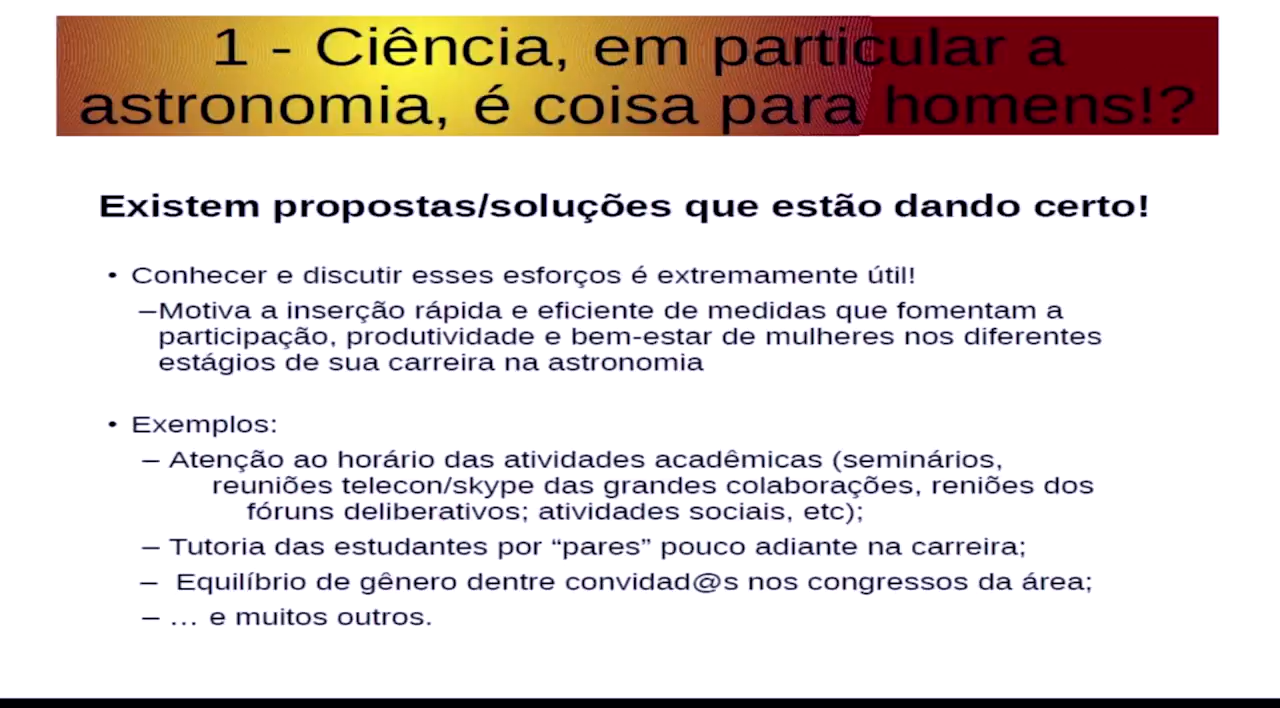 1 - Ciência, em particular a
astronomia, é coisa para homens!?
Existem propostas/soluções que estão dando certo!
• Conhecer e discutir esses esforços é extremamente útil!
–Motiva a inserção rápida e eficiente de medidas que fomentam a
participação, produtividade e bem-estar de mulheres nos diferentes
estágios de sua carreira na astronomia
• Exemplos:
– Atenção ao horário das atividades acadêmicas (seminários,
reuniões telecon/skype das grandes colaborações, reniões dos
fóruns deliberativos; atividades sociais, etc);
– Tutoria das estudantes por “pares” pouco adiante na carreira;
– Equilíbrio de gênero dentre convidad@s nos congressos da área;
– … e muitos outros.